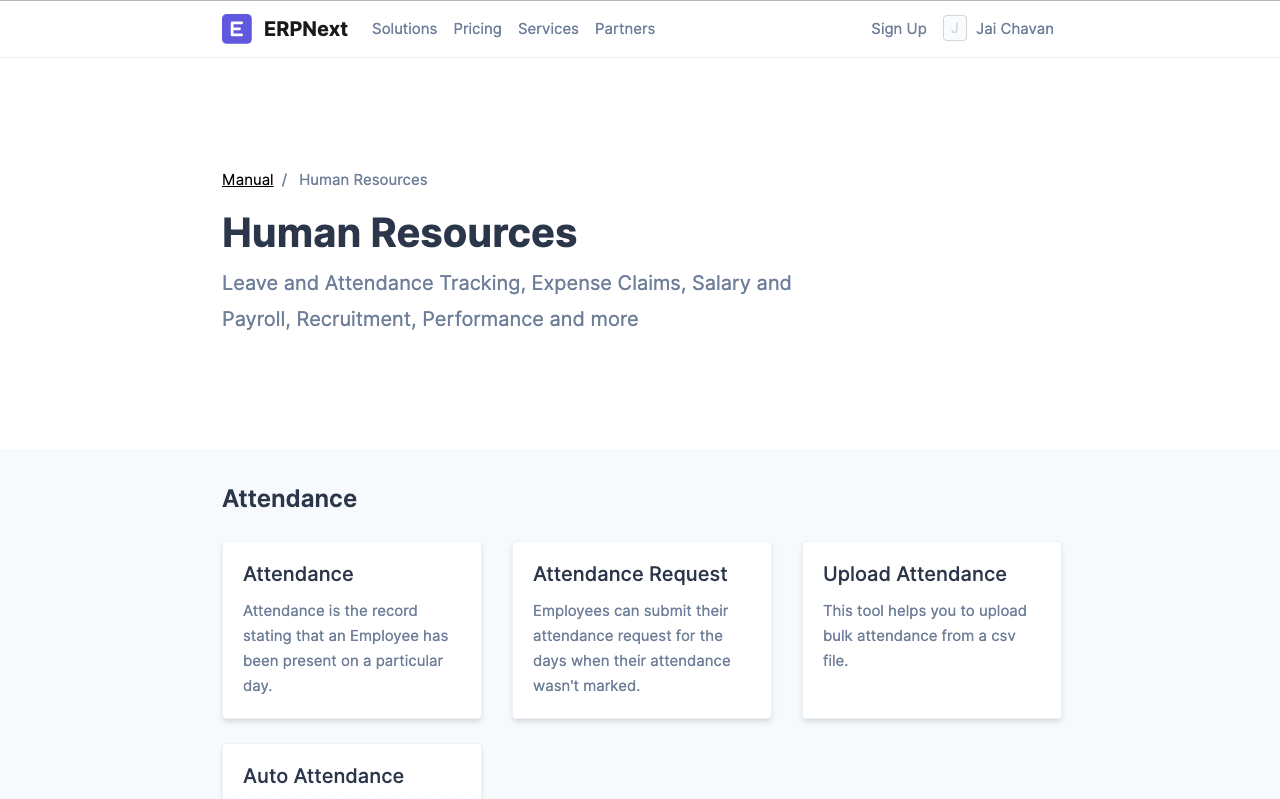 E ERPNext Solutions Pricing Services Partners Sign Up J Jai Chavan
Manual / Human Resources
Human Resources
Leave and Attendance Tracking, Expense Claims, Salary and
Payroll, Recruitment, Performance and more
Attendance
Attendance
Attendance is the record
stating that an Employee has
been present on a particular
day.
Attendance Request
Employees can submit their
attendance request for the
days when their attendance
wasn't marked.
Upload Attendance
This tool helps you to upload
bulk attendance from a csv
file.
Auto Attendance